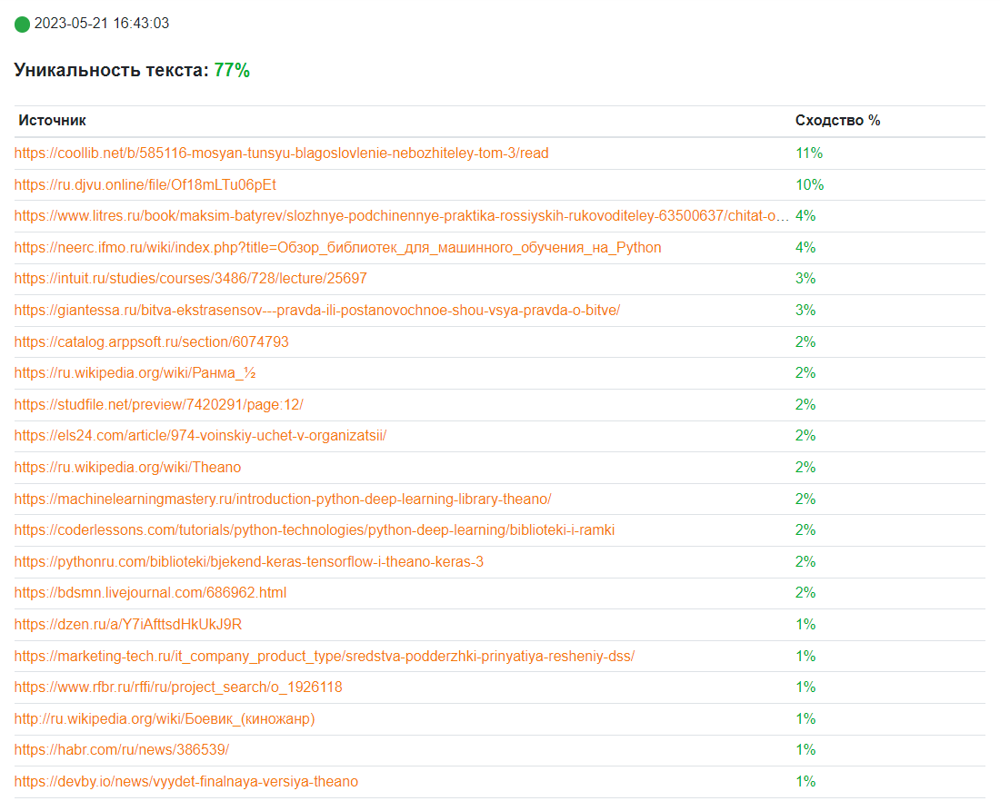 2023-05-21 16:43:03
Уникальность текста: 77%
Источник Сходство %
https://coollib.net/b/585116-mosyan-tunsyu-blagoslovlenie-nebozhiteley-tom-3/read 11%
https://ru.djvu.online/file/Of18mLTu06pEt 10%
https://www.litres.ru/book/maksim-batyrev/slozhnye-podchinennye-praktika-rossiyskih-rukovoditeley-63500637/chitat-o… 4%
https://neerc.ifmo.ru/wiki/index.php?title=Обзор_библиотек_для_машинного_обучения_на_Python 4%
https://intuit.ru/studies/courses/3486/728/lecture/25697 3%
https://giantessa.ru/bitva-ekstrasensov---pravda-ili-postanovochnoe-shou-vsya-pravda-o-bitve/ 3%
https://catalog.arppsoft.ru/section/6074793 2%
https://ru.wikipedia.org/wiki/Ранма_½ 2%
https://studfile.net/preview/7420291/page:12/ 2%
https://els24.com/article/974-voinskiy-uchet-v-organizatsii/ 2%
https://ru.wikipedia.org/wiki/Theano 2%
https://machinelearningmastery.ru/introduction-python-deep-learning-library-theano/ 2%
https://coderlessons.com/tutorials/python-technologies/python-deep-learning/biblioteki-i-ramki 2%
https://pythonru.com/biblioteki/bjekend-keras-tensorflow-i-theano-keras-3 2%
https://bdsmn.livejournal.com/686962.html 2%
https://dzen.ru/a/Y7iAfttsdHkUkJ9R 1%
https://marketing-tech.ru/it_company_product_type/sredstva-podderzhki-prinyatiya-resheniy-dss/ 1%
https://www.rfbr.ru/rffi/ru/project_search/o_1926118 1%
http://ru.wikipedia.org/wiki/Боевик_(киножанр) 1%
https://habr.com/ru/news/386539/ 1%
https://devby.io/news/vyydet-finalnaya-versiya-theano 1%